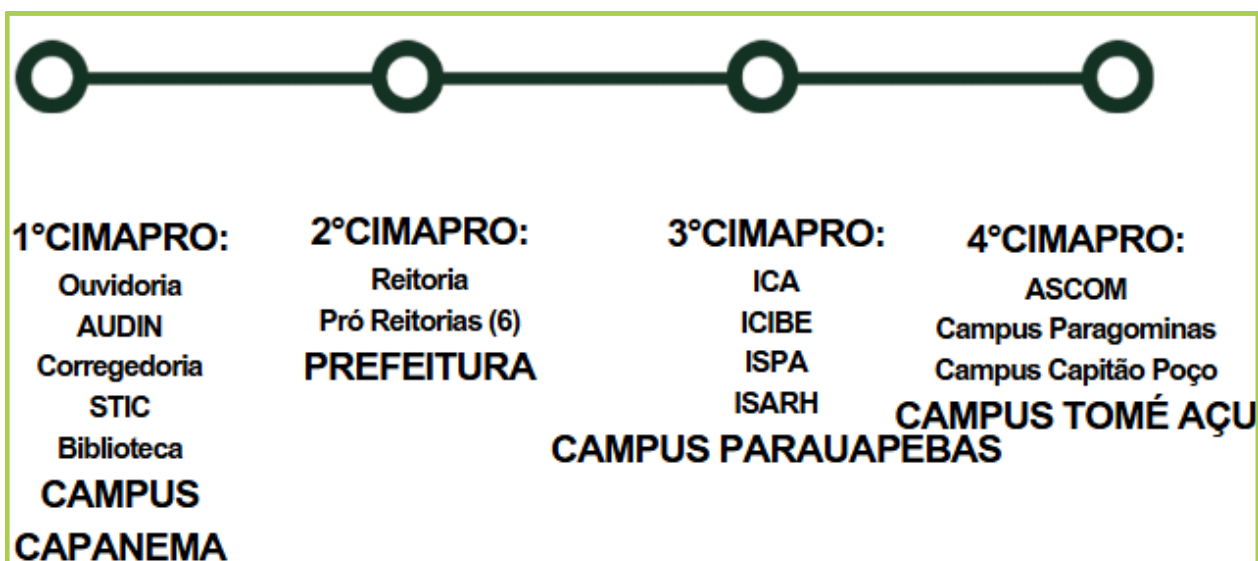 1°CIMAPRO:
Ouvidoria
AUDIN
Corregedoria
STIC
Biblioteca
CAMPUS
CAPANEMA
2°CIMAPRO:
Reitoria
Pró Reitorias (6)
PREFEITURA
3°CIMAPRO:
ICA
ICIBE
ISPA
ISARH
CAMPUS PARAUAPEBAS
4°CIMAPRO:
ASCOM
Campus Paragominas
Campus Capitão Poço
CAMPUS TOMÉ AÇU